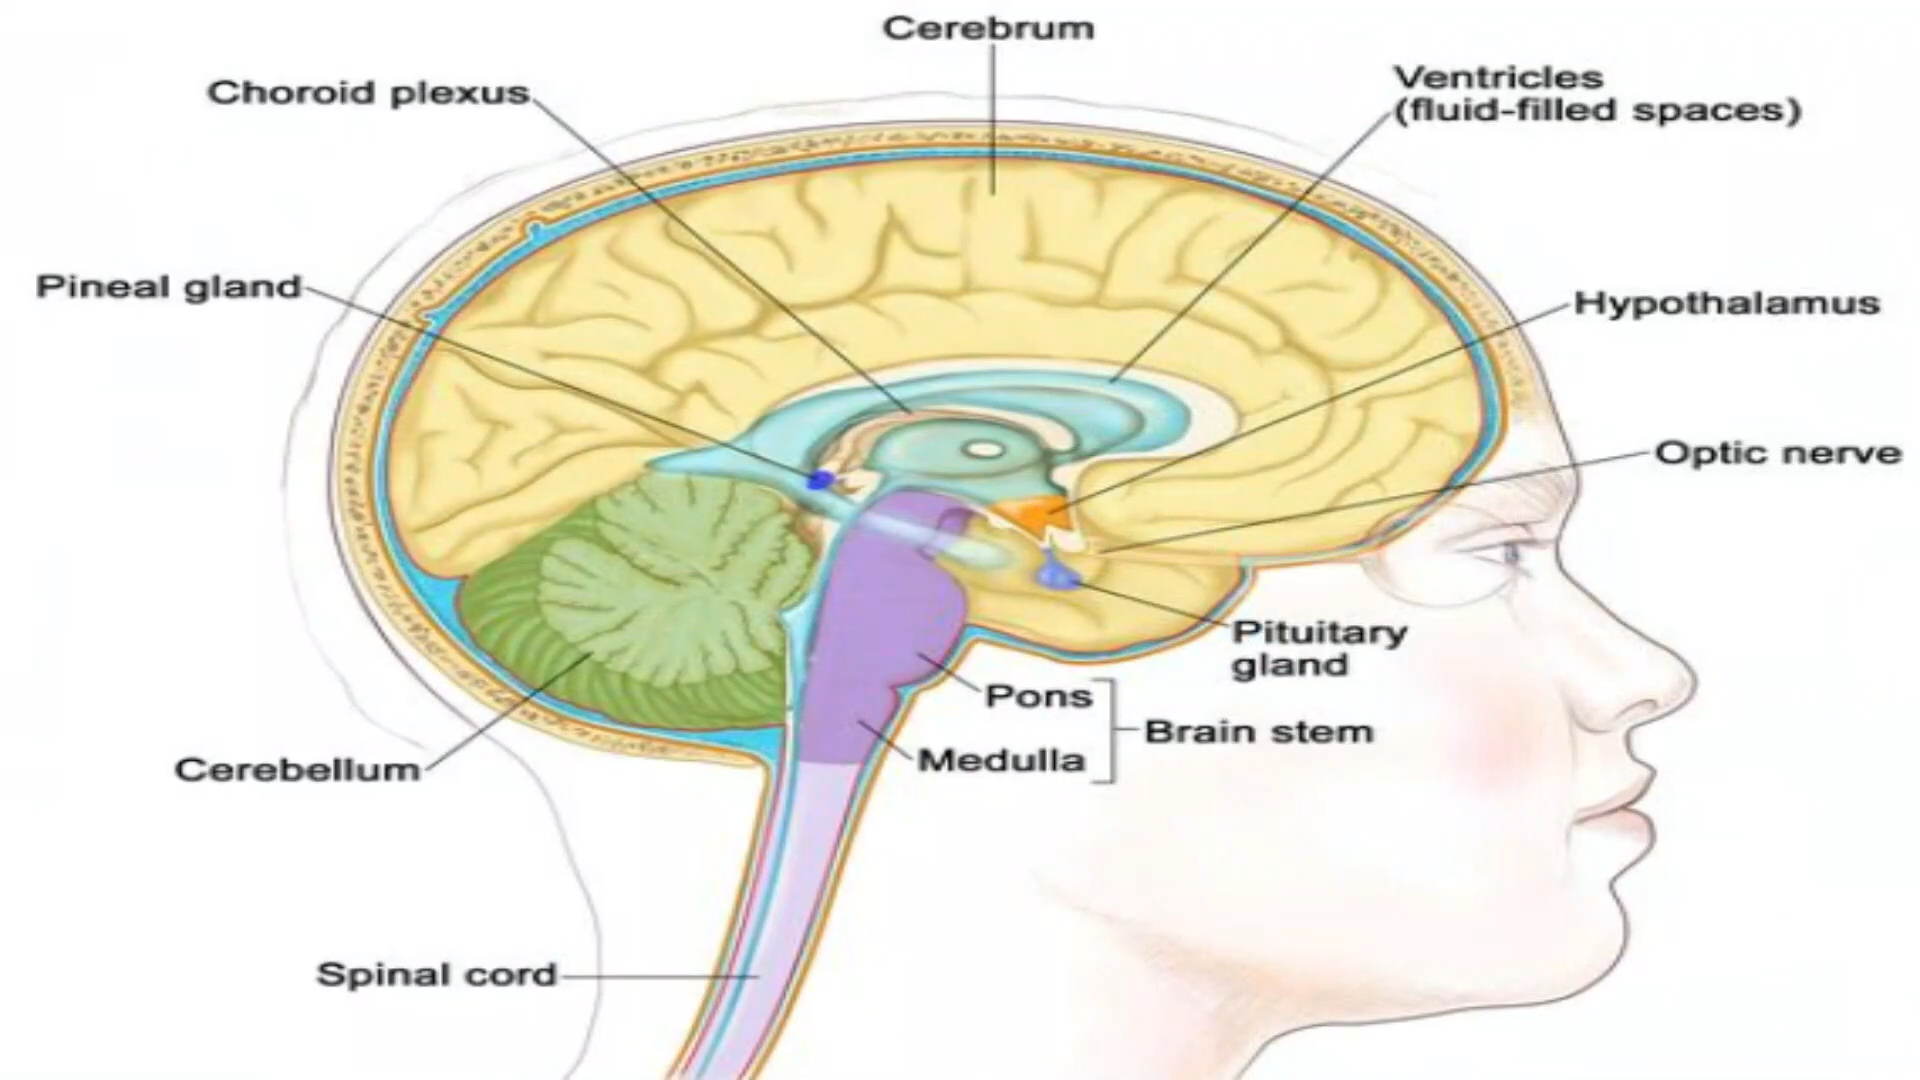 Cerebrum
Choroid plexus
Ventricles
(fluid-filled spaces)
Pineal gland
Hypothalamus
Optic nerve
Pituitary
gland
Pons
Brain stem
Medulla
Cerebellum
Spinal cord